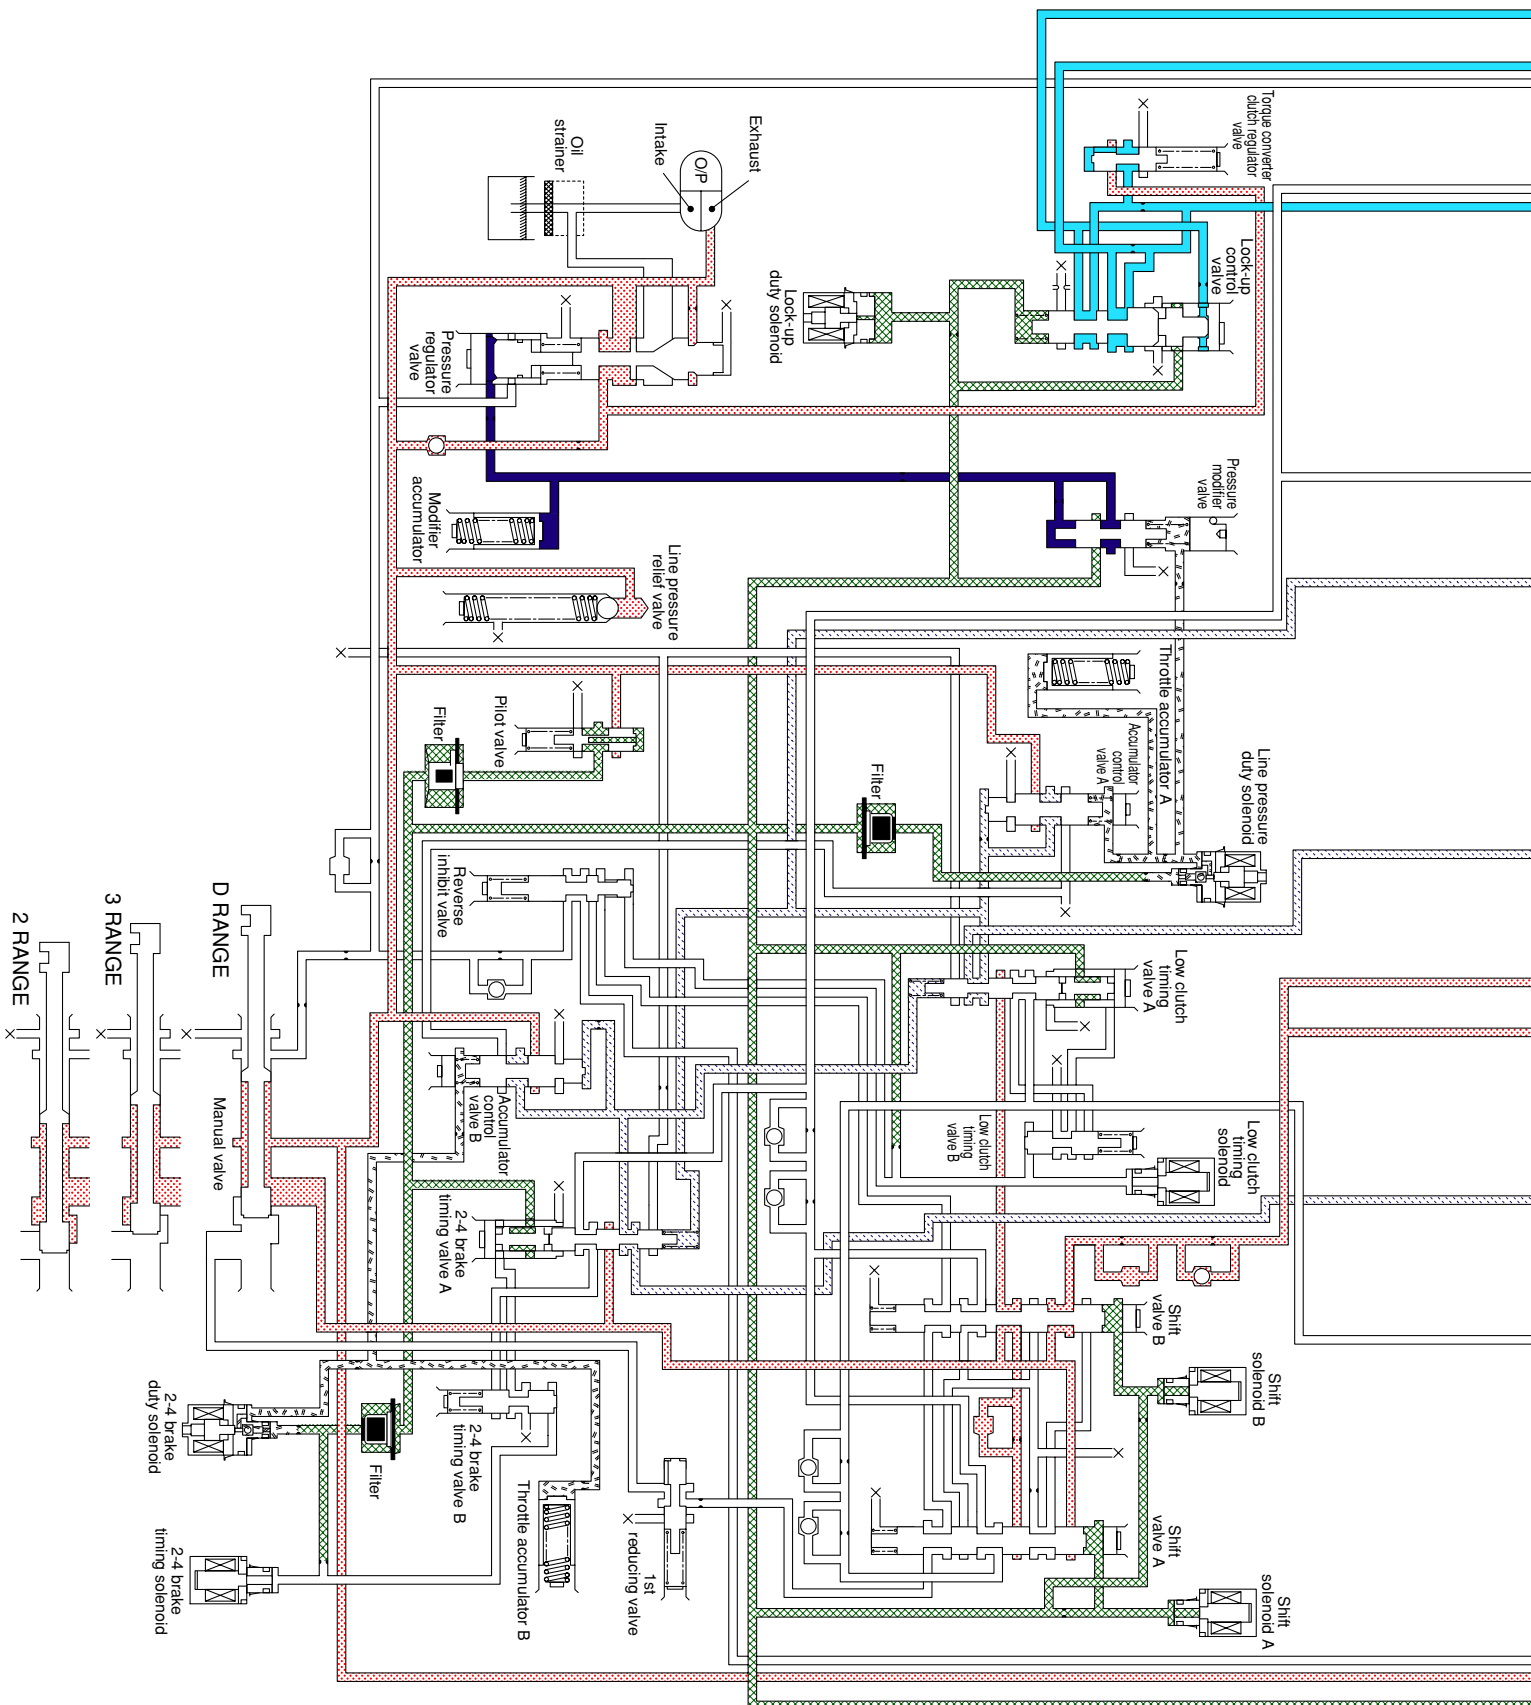 Torque converter
clutch regulator
valve
Exhaust
O/P
Intake
Oil
strainer
Lock-up
control
valve
Lock-up
duty solenoid
Pressure
regulator
valve
Pressure
modifier
valve
Modifier
accumulator
Line pressure
relief valve
Throttle accumulator A
Pilot valve
Filter
Accumulator
control
valve A
Line pressure
duty solenoid
Filter
Reverse
inhibit valve
Low clutch
timing
valve A
D RANGE
3 RANGE
2 RANGE
Manual valve
Accumulator
control
valve B
Low clutch
timing
valve B
Low clutch
timing
solenoid
2-4 brake
timing valve A
Shift
valve B
Shift
solenoid B
2-4 brake
duty solenoid
Filter
2-4 brake
timing valve B
Throttle accumulator B
2-4 brake
timing solenoid
1st
reducing valve
Shift
valve A
Shift
solenoid A